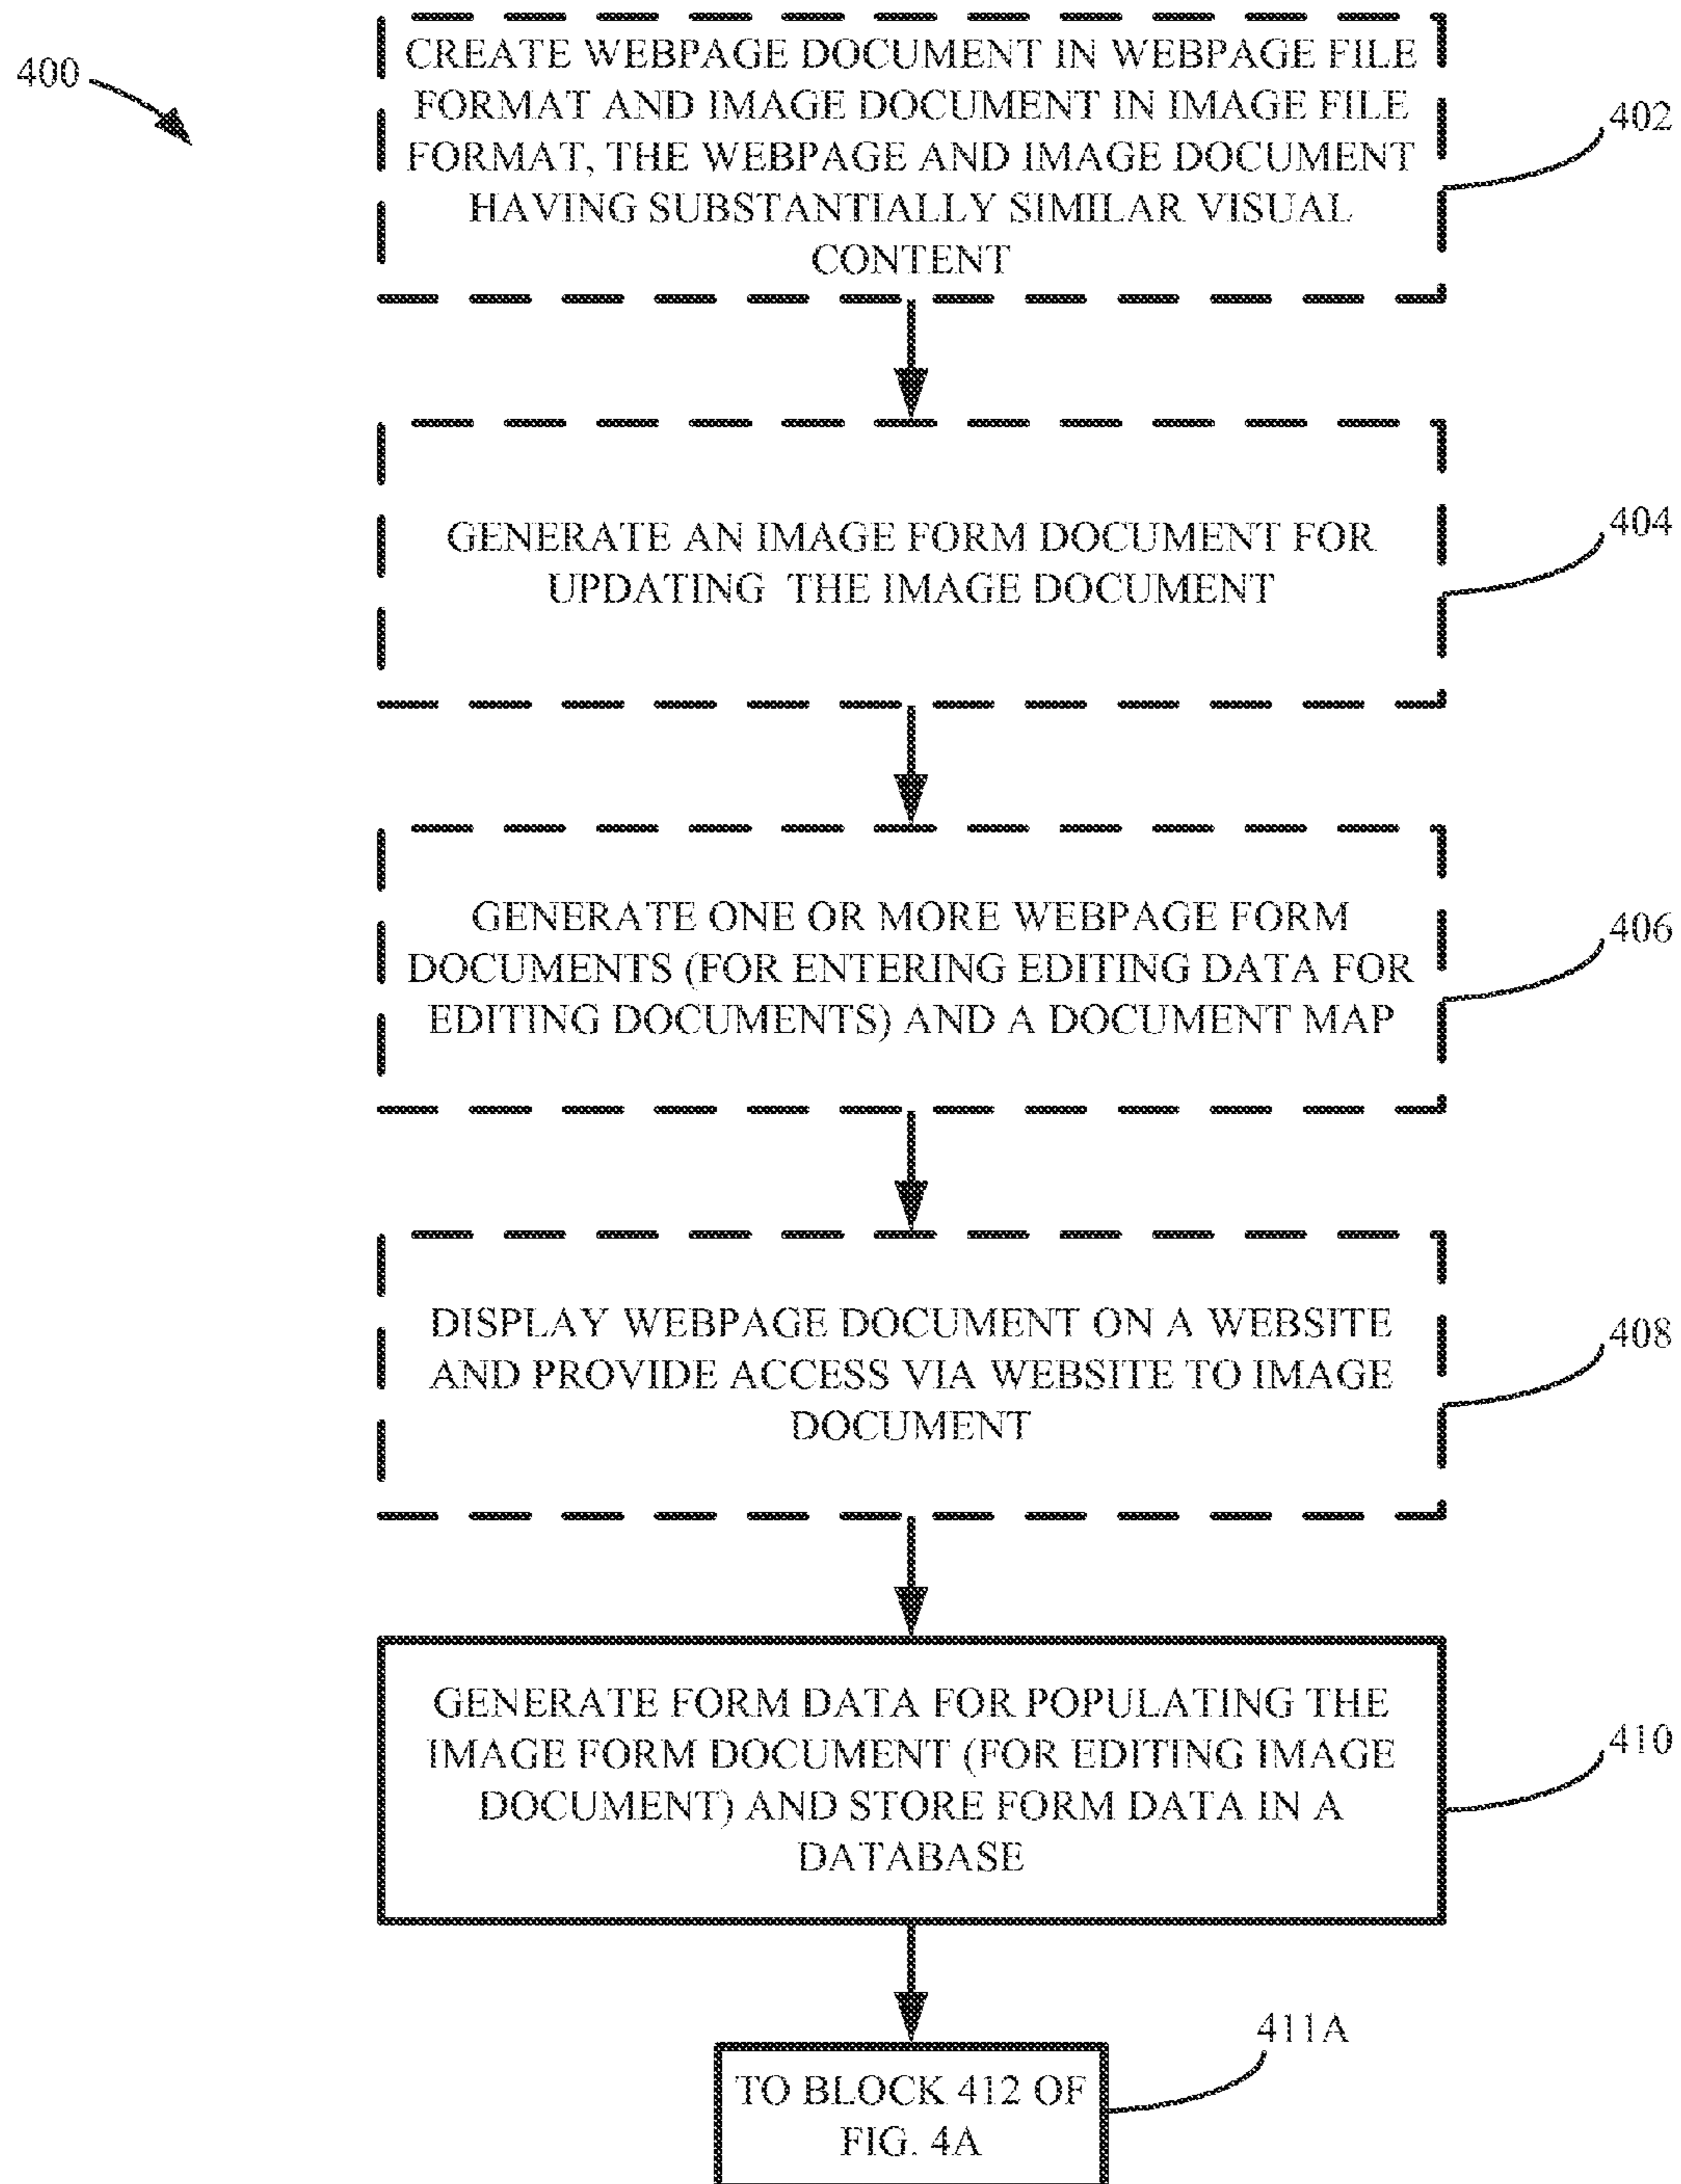 400
CREATE WEBPAGE DOCUMENT IN WEBPAGE FILE
FORMAT AND IMAGE DOCUMENT IN IMAGE FILE
FORMAT, THE WEBPAGE AND IMAGE DOCUMENT
HAVING SUBSTANTIALLY SIMILAR VISUAL
CONTENT
402
GENERATE AN IMAGE FORM DOCUMENT FOR
UPDATING THE IMAGE DOCUMENT
404
GENERATE ONE OR MORE WEBPAGE FORM
DOCUMENTS (FOR ENTERING EDITING DATA FOR
EDITING DOCUMENTS) AND A DOCUMENT MAP
406
DISPLAY WEBPAGE DOCUMENT ON A WEBSITE
AND PROVIDE ACCESS VIA WEBSITE TO IMAGE
DOCUMENT
408
GENERATE FORM DATA FOR POPULATING THE
IMAGE FORM DOCUMENT (FOR EDITING IMAGE
DOCUMENT) AND STORE FORM DATA IN A
DATABASE
410
411A
TO BLOCK 412 OF
FIG. 4A